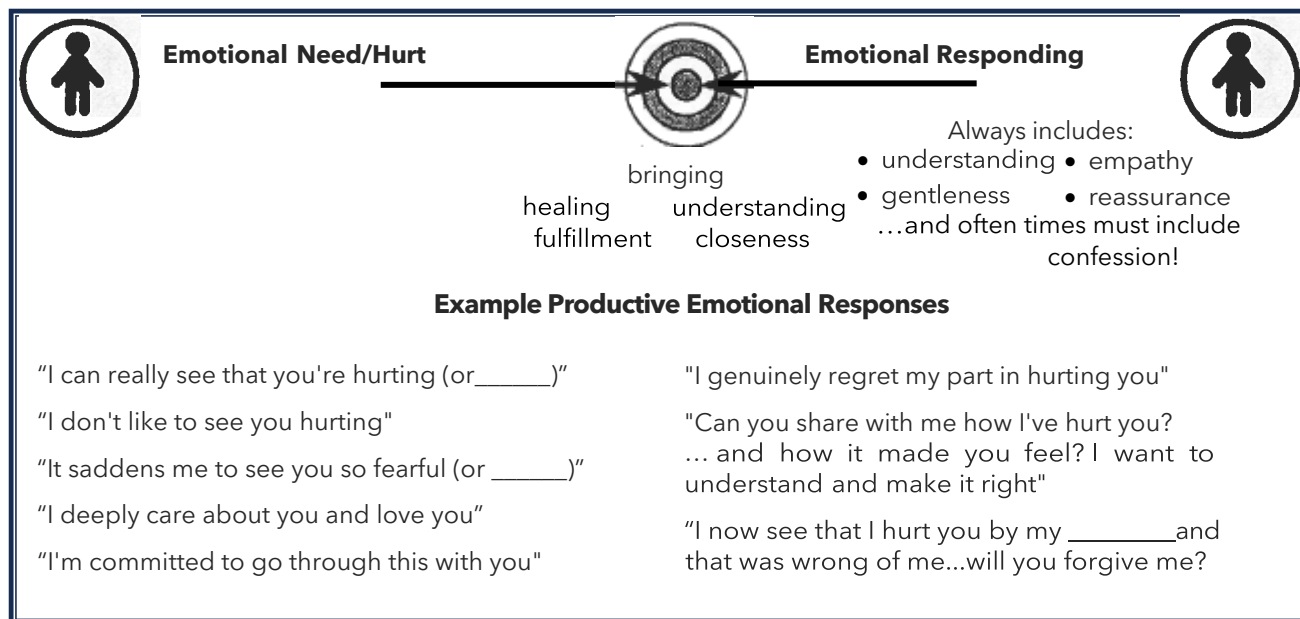 Emotional Need/Hurt
Emotional Responding
Always includes:
• understanding • empathy
• gentleness • reassurance
…and often times must include
confession!
bringing
healing understanding
fulfillment closeness
Example Productive Emotional Responses
“I can really see that you're hurting (or______)”
“I don't like to see you hurting"
“It saddens me to see you so fearful (or ______)”
“I deeply care about you and love you”
“I'm committed to go through this with you"
"I genuinely regret my part in hurting you"
"Can you share with me how I've hurt you?
… and how it made you feel? I want to
understand and make it right"
“I now see that I hurt you by my ________and
that was wrong of me...will you forgive me?